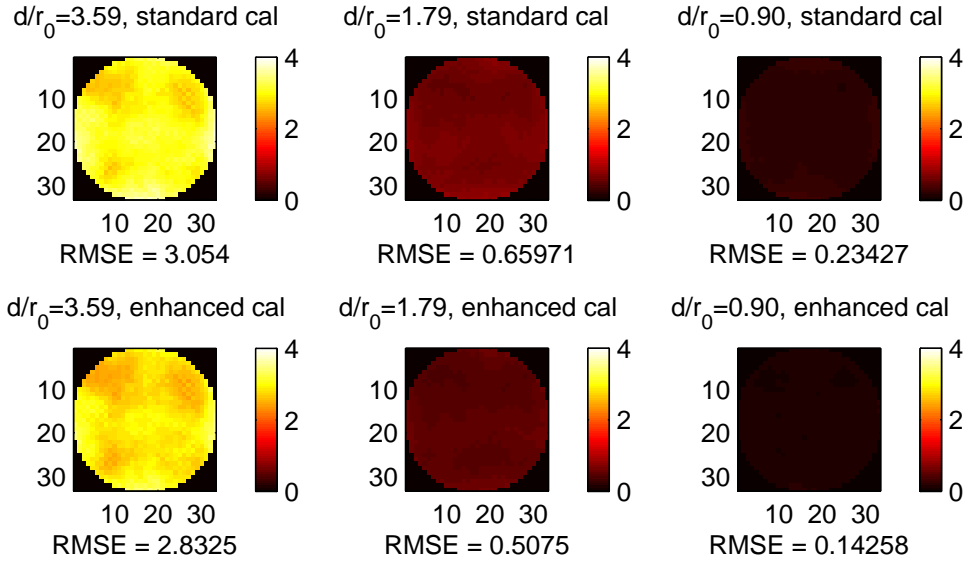 d/r0=3.59, standard cal
10
20
30
10 20 30
4
2
0
RMSE = 3.054
d/r0=1.79, standard cal
10
20
30
10 20 30
4
2
0
RMSE = 0.65971
d/r0=0.90, standard cal
10
20
30
10 20 30
4
2
0
RMSE = 0.23427
d/r0=3.59, enhanced cal
10
20
30
10 20 30
4
2
0
RMSE = 2.8325
d/r0=1.79, enhanced cal
10
20
30
10 20 30
4
2
0
RMSE = 0.5075
d/r0=0.90, enhanced cal
10
20
30
10 20 30
4
2
0
RMSE = 0.14258